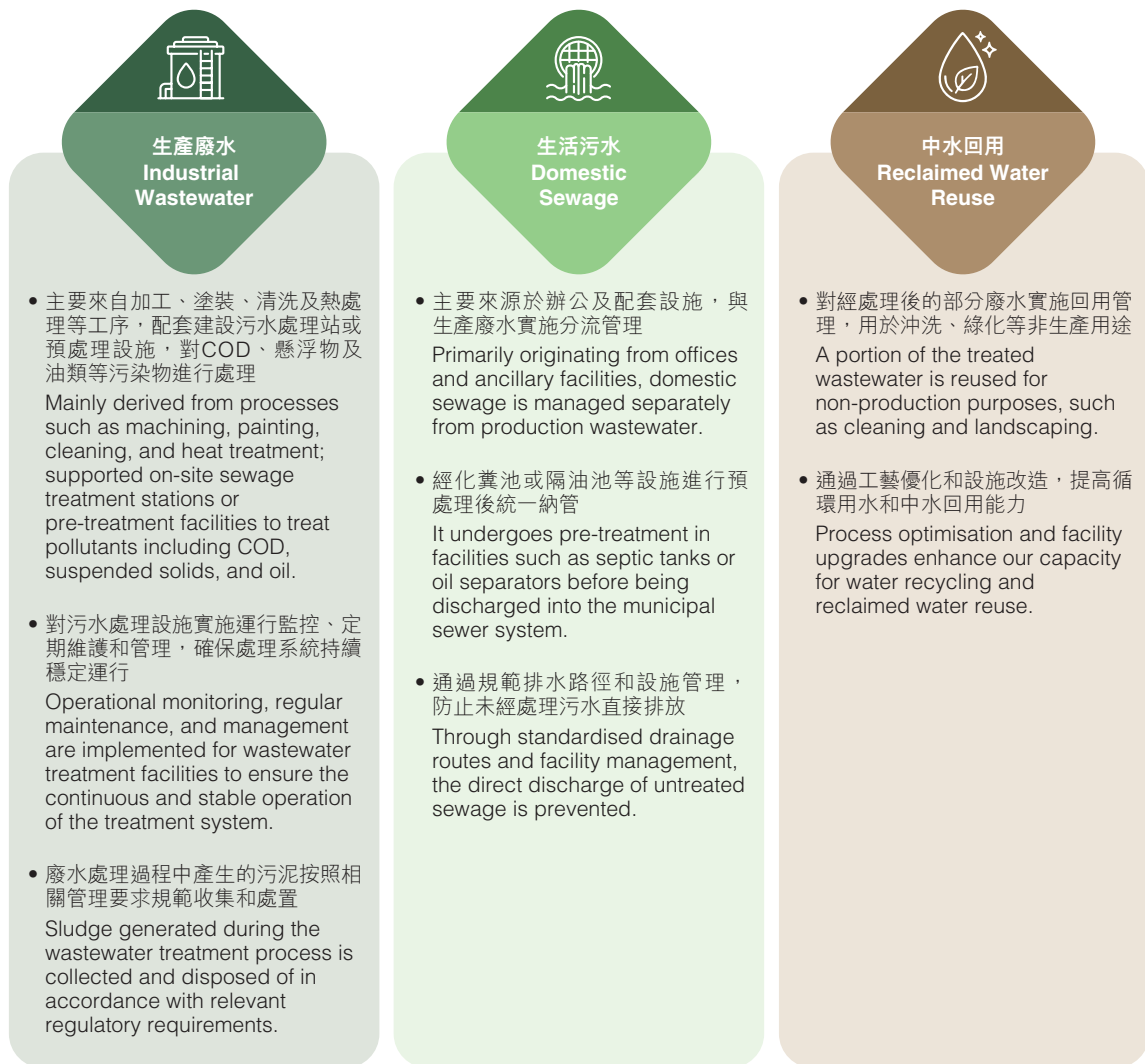 生產廢水
Industrial
Wastewater
• 主要來自加工、塗裝、清洗及熱處
理等工序，配套建設污水處理站或
預處理設施，對COD、懸浮物及
油類等污染物進行處理
Mainly derived from processes
such as machining, painting,
cleaning, and heat treatment;
supported on-site sewage
treatment stations or
pre-treatment facilities to treat
pollutants including COD,
suspended solids, and oil.
• 對污水處理設施實施運行監控、定
期維護和管理，確保處理系統持續
穩定運行
Operational monitoring, regular
maintenance, and management
are implemented for wastewater
treatment facilities to ensure the
continuous and stable operation
of the treatment system.
• 廢水處理過程中產生的污泥按照相
關管理要求規範收集和處置
Sludge generated during the
wastewater treatment process is
collected and disposed of in
accordance with relevant
regulatory requirements.
生活污水
Domestic
Sewage
• 主要來源於辦公及配套設施，與
生產廢水實施分流管理
Primarily originating from offices
and ancillary facilities, domestic
sewage is managed separately
from production wastewater.
• 經化糞池或隔油池等設施進行預
處理後統一納管
It undergoes pre-treatment in
facilities such as septic tanks or
oil separators before being
discharged into the municipal
sewer system.
• 通過規範排水路徑和設施管理，
防止未經處理污水直接排放
Through standardised drainage
routes and facility management,
the direct discharge of untreated
sewage is prevented.
中水回用
Reclaimed Water
Reuse
• 對經處理後的部分廢水實施回用管
理，用於沖洗、綠化等非生產用途
A portion of the treated
wastewater is reused for
non-production purposes, such
as cleaning and landscaping.
• 通過工藝優化和設施改造，提高循
環用水和中水回用能力
Process optimisation and facility
upgrades enhance our capacity
for water recycling and
reclaimed water reuse.